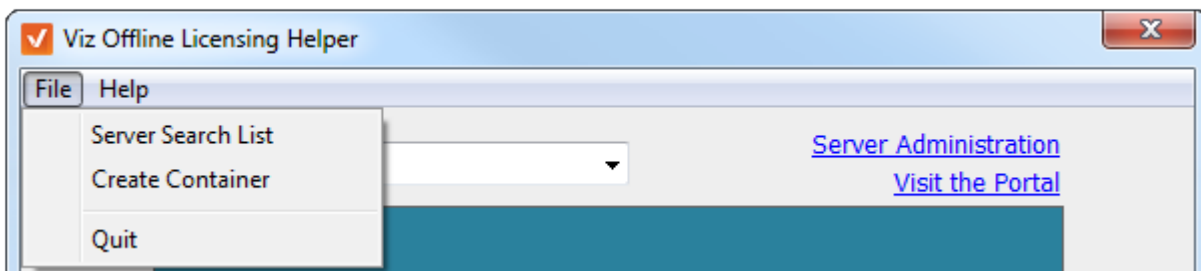 Viz Offline Licensing Helper
File Help
Server Search List
Create Container
Quit
Server Administration
Visit the Portal